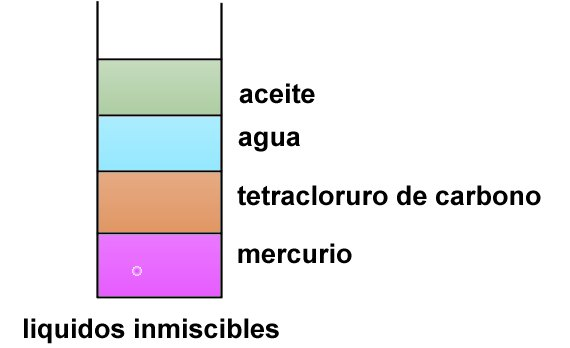 aceite
agua
tetracloruro de carbono
mercurio
liquidos inmiscibles